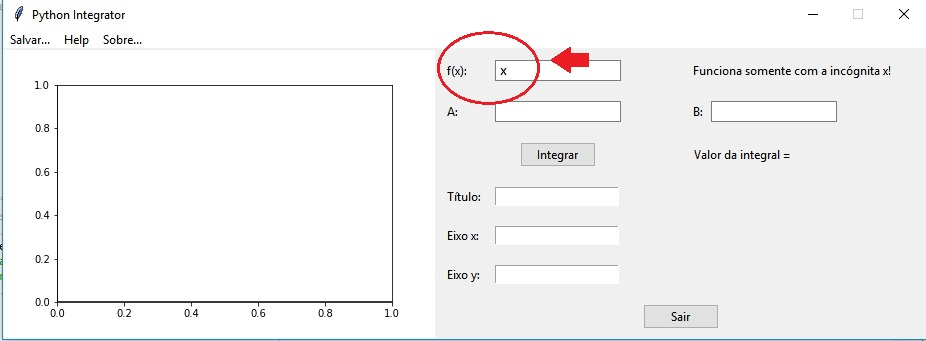 Python Integrator
Salvar... Help Sobre...
f(x): x Funciona somente com a incógnita x!
A: B:
Integrar Valor da integral =
Título:
Eixo x:
Eixo y:
Sair
1.0
0.8
0.6
0.4
0.2
0.0
0.0 0.2 0.4 0.6 0.8 1.0